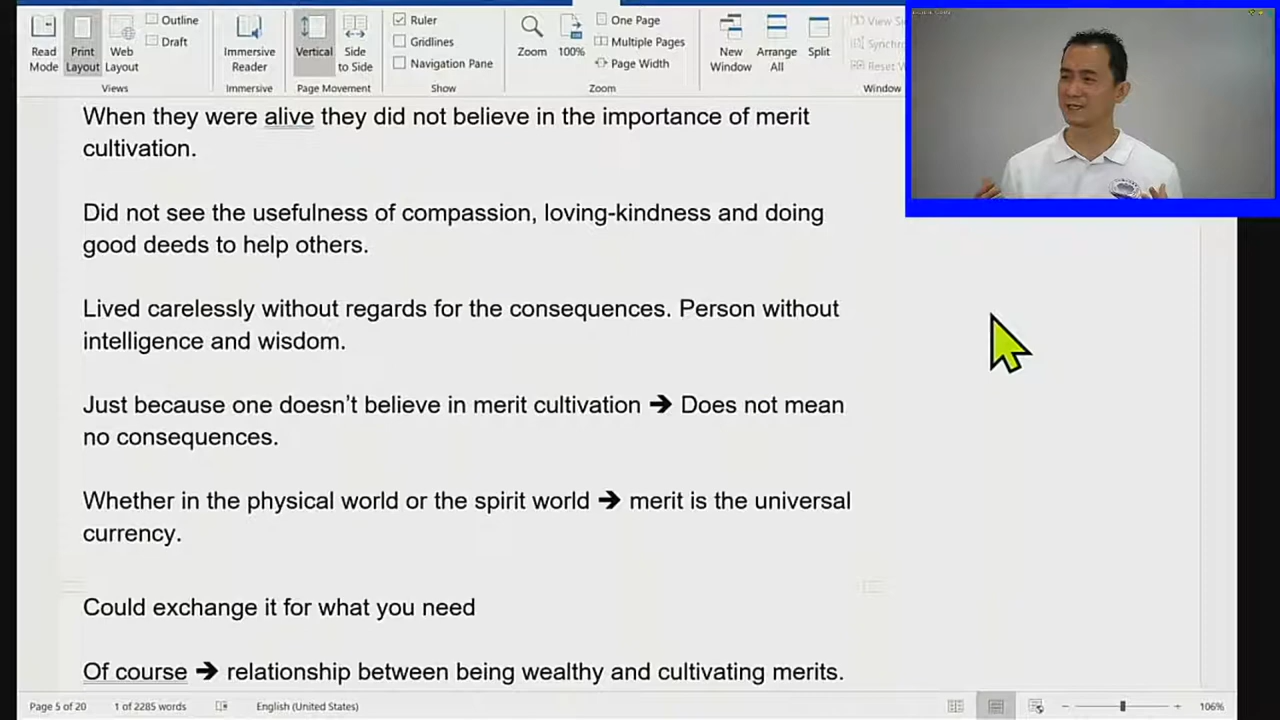 Read Mode
Print Layout
Web Layout
Outline
Draft
Views
Immersive Reader
Immersive
Vertical
Side to Side
Page Movement
Ruler
Gridlines
Navigation Pane
Show
Zoom
100%
One Page
Multiple Pages
Page Width
Zoom
New Window
Arrange All
Split
View Si
Synchr
Reset W
Window
When they were alive they did not believe in the importance of merit
cultivation.
Did not see the usefulness of compassion, loving-kindness and doing
good deeds to help others.
Lived carelessly without regards for the consequences. Person without
intelligence and wisdom.
Just because one doesn’t believe in merit cultivation ➔ Does not mean
no consequences.
Whether in the physical world or the spirit world ➔ merit is the universal
currency.
Could exchange it for what you need
Of course ➔ relationship between being wealthy and cultivating merits.
Page 5 of 20 1 of 2285 words English (United States) 106%